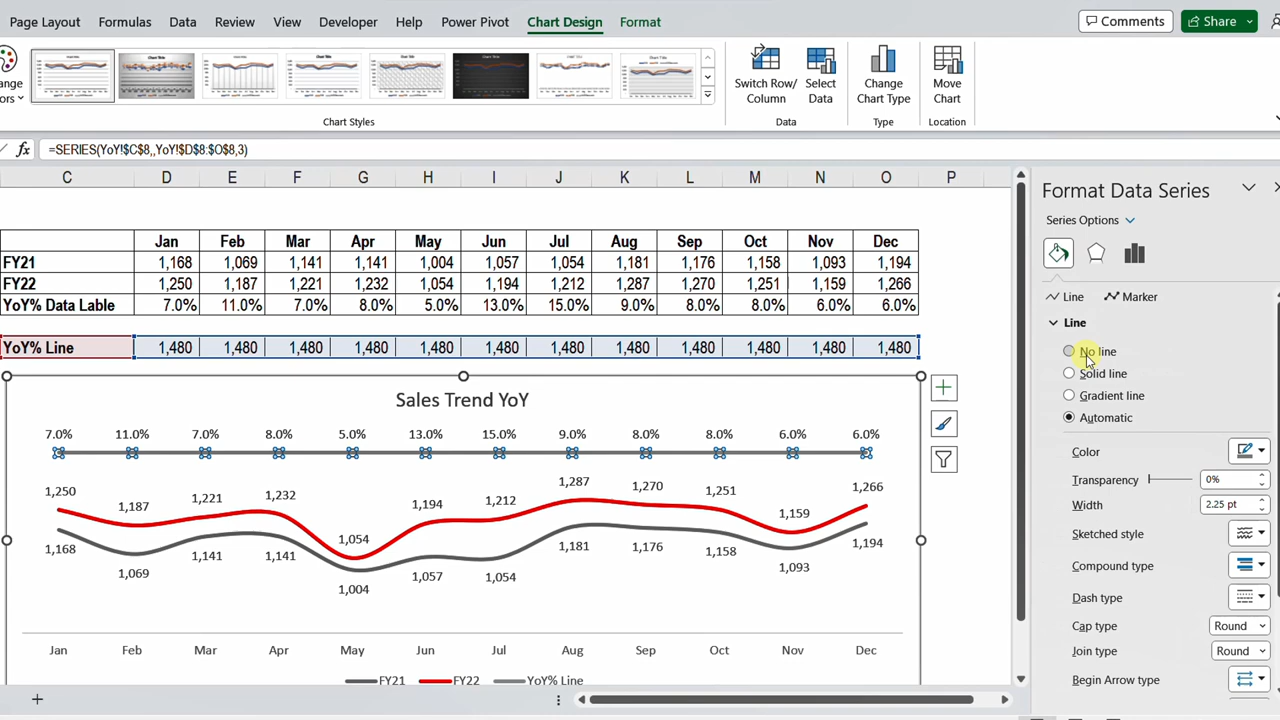 Page Layout Formulas Data Review View Developer Help Power Pivot Chart Design Format Comments Share
Switch Row/ Select Change Move
Column Data Chart Type Chart
Chart Styles Data Type Location
fx =SERIES(YoY!$C$8,,YoY!$D$8:$O$8,3)
C D E F G H I J K L M N O P
Jan Feb Mar Apr May Jun Jul Aug Sep Oct Nov Dec
FY21 1,168 1,069 1,141 1,141 1,004 1,057 1,054 1,181 1,176 1,158 1,093 1,194
FY22 1,250 1,187 1,221 1,232 1,054 1,194 1,212 1,287 1,270 1,251 1,159 1,266
YoY% Data Lable 7.0% 11.0% 7.0% 8.0% 5.0% 13.0% 15.0% 9.0% 8.0% 8.0% 6.0% 6.0%
YoY% Line 1,480 1,480 1,480 1,480 1,480 1,480 1,480 1,480 1,480 1,480 1,480 1,480
Sales Trend YoY
7.0% 11.0% 7.0% 8.0% 5.0% 13.0% 15.0% 9.0% 8.0% 8.0% 6.0% 6.0%
1,250 1,187 1,221 1,232 1,054 1,194 1,212 1,287 1,270 1,251 1,159 1,266
1,168 1,069 1,141 1,141 1,004 1,057 1,054 1,181 1,176 1,158 1,093 1,194
Jan Feb Mar Apr May Jun Jul Aug Sep Oct Nov Dec
FY21 FY22 YoY% Line
Format Data Series
Series Options
Line Marker
Line
No line
Solid line
Gradient line
Automatic
Color
Transparency 0%
Width 2.25 pt
Sketched style
Compound type
Dash type
Cap type Round
Join type Round
Begin Arrow type